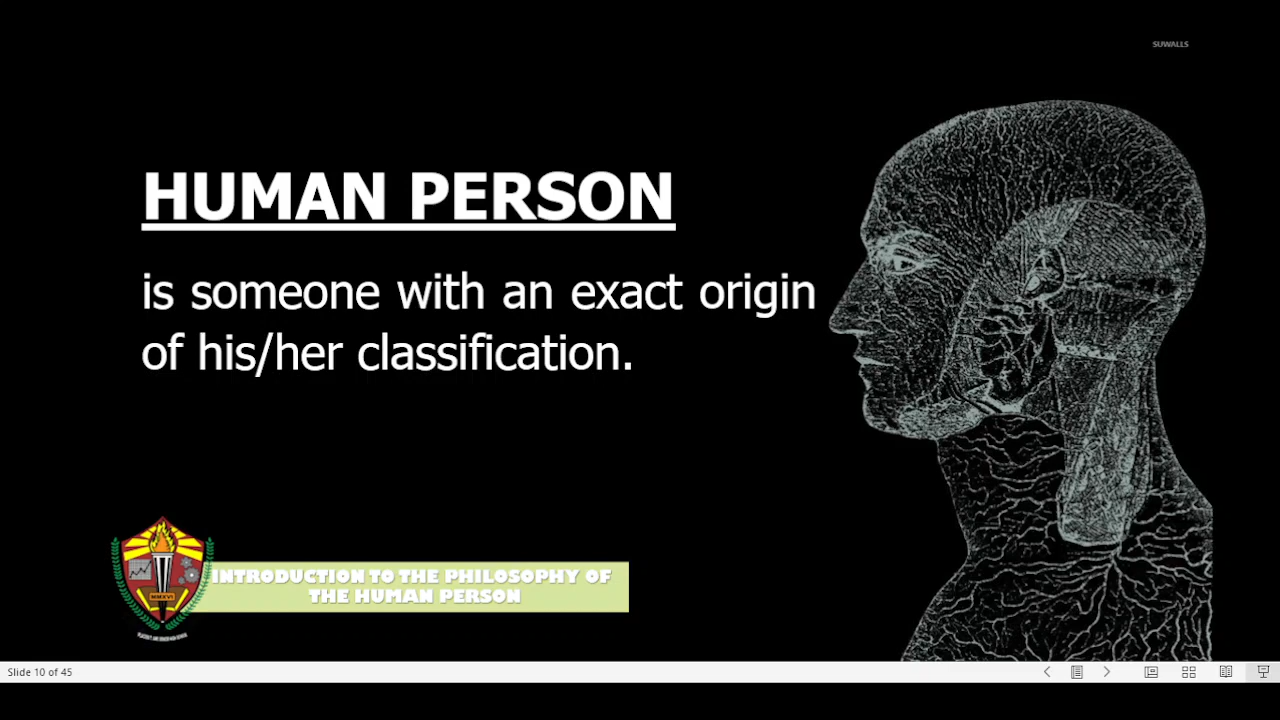 SUWALLS
HUMAN PERSON
is someone with an exact origin
of his/her classification.
MMXVI
INTRODUCTION TO THE PHILOSOPHY OF
THE HUMAN PERSON
Slide 10 of 45